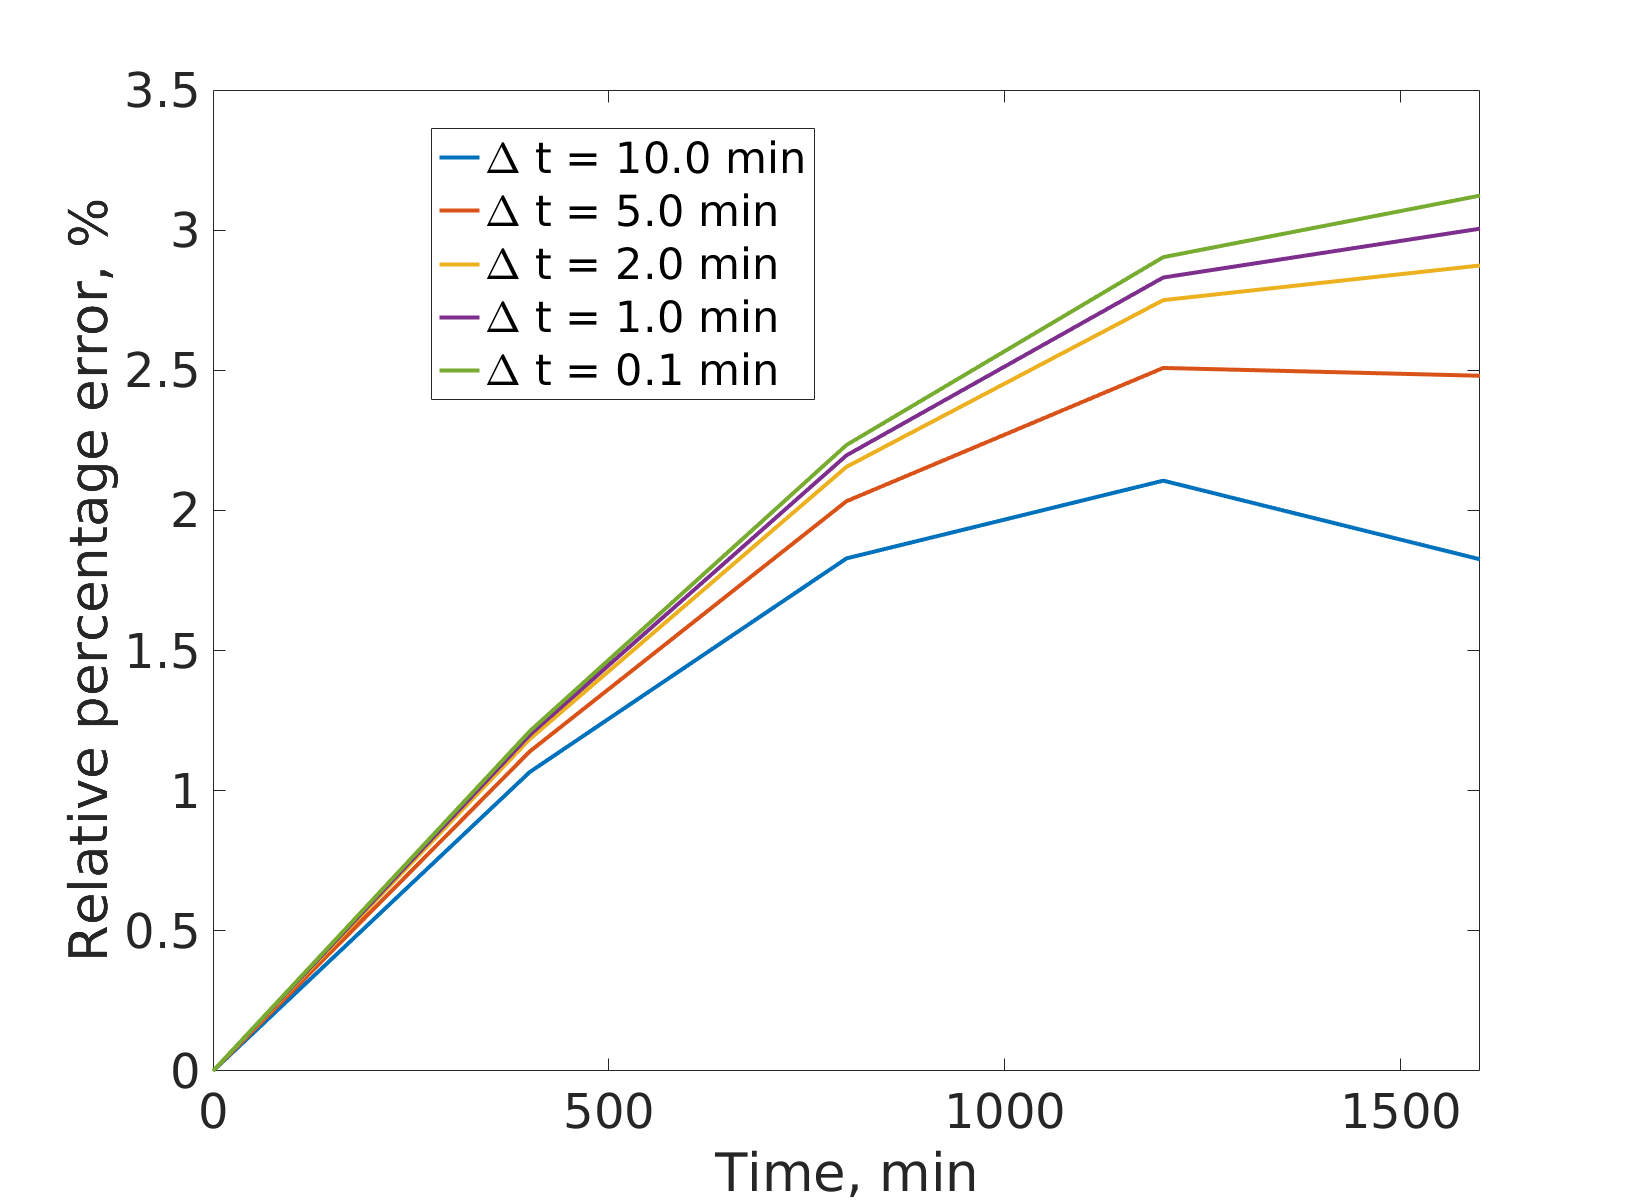 3.5
3
2.5
2
1.5
1
0.5
0
Relative percentage error, %
Δ t = 10.0 min
Δ t = 5.0 min
Δ t = 2.0 min
Δ t = 1.0 min
Δ t = 0.1 min
0 500 1000 1500
Time, min